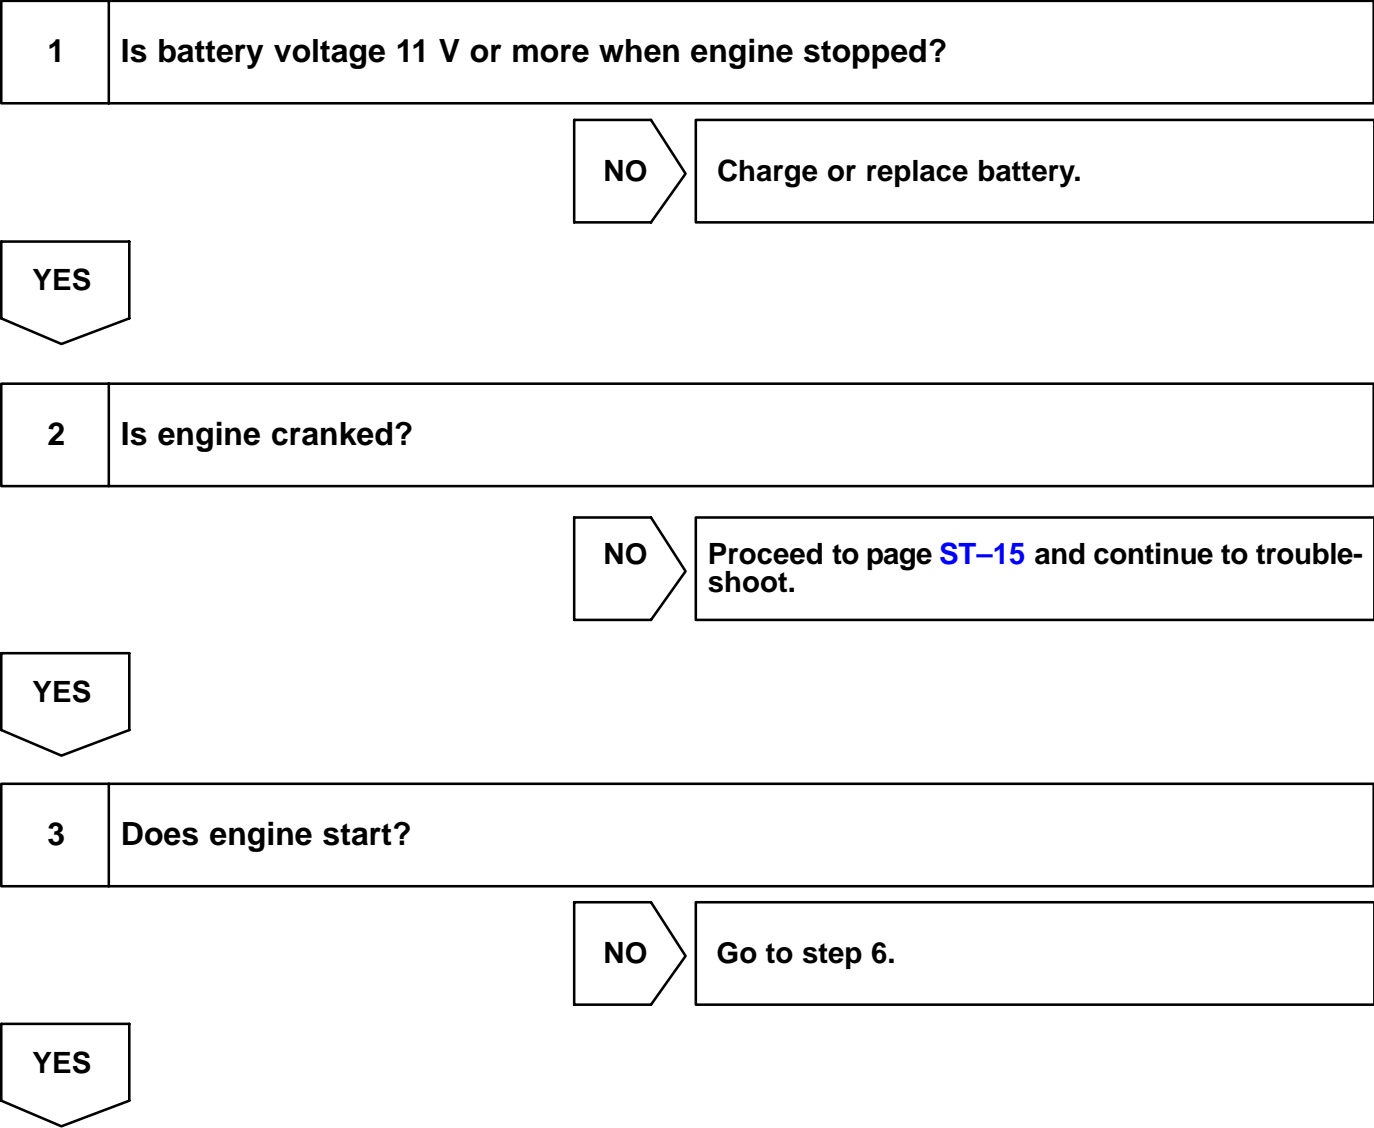 1 Is battery voltage 11 V or more when engine stopped?
NO Charge or replace battery.
YES
2 Is engine cranked?
NO Proceed to page ST–15 and continue to trouble-
shoot.
YES
3 Does engine start?
NO Go to step 6.
YES